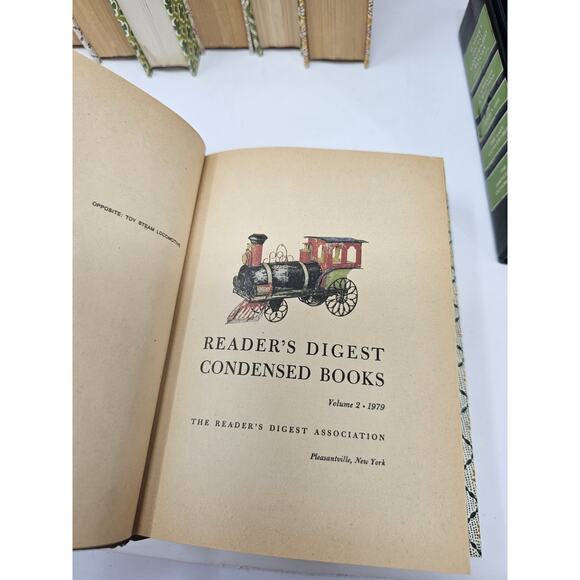 OPPOSITE: TOY STEAM LOCOMOTIVE
READER'S DIGEST
CONDENSED BOOKS
Volume 2 • 1979
THE READER'S DIGEST ASSOCIATION
Pleasantville, New York